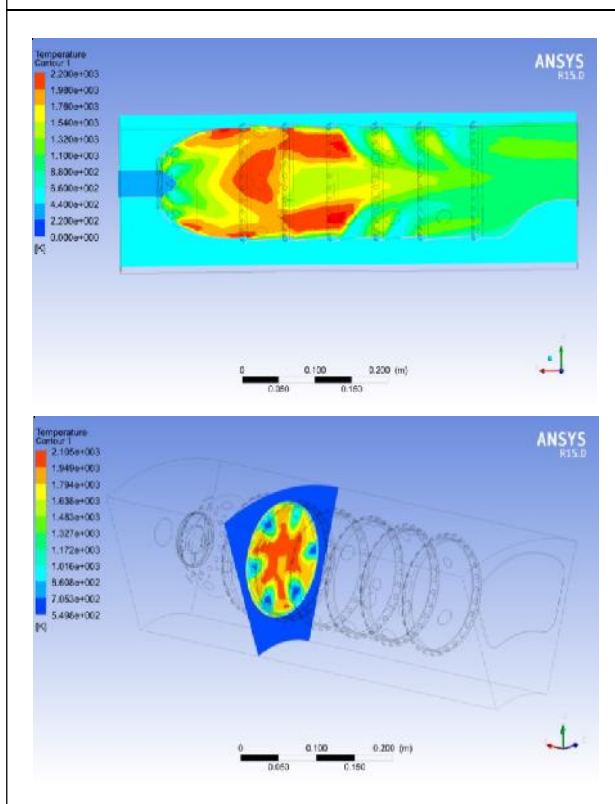 Temperature
Contour 1
2.200e+003
1.980e+003
1.760e+003
1.540e+003
1.320e+003
1.100e+003
8.800e+002
6.600e+002
4.400e+002
2.200e+002
0.000e+000
[K]
ANSYS
R15.0
0 0.100 0.200 (m)
0.050 0.150
Temperature
Contour 1
2.105e+003
1.949e+003
1.794e+003
1.638e+003
1.483e+003
1.327e+003
1.172e+003
1.016e+003
8.608e+002
7.053e+002
5.498e+002
[K]
ANSYS
R15.0
0 0.100 0.200 (m)
0.050 0.150